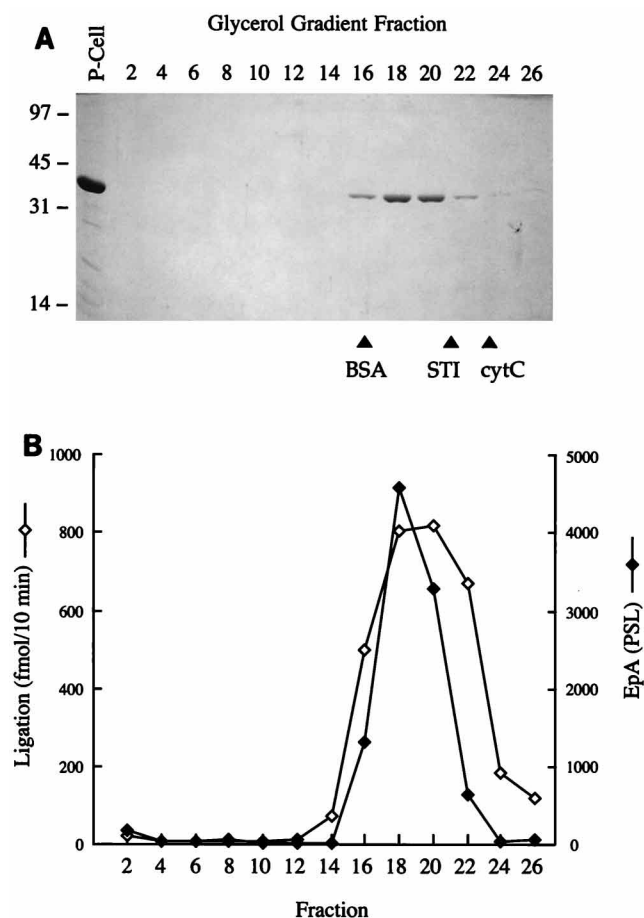 A
P-Cell
Glycerol Gradient Fraction
2 4 6 8 10 12 14 16 18 20 22 24 26
97 –
45 –
31 –
14 –
BSA STI cytC
B
Ligation (fmol/10 min)
1000
800
600
400
200
0
5000
4000
3000
2000
1000
0
EpA (PSL)
2 4 6 8 10 12 14 16 18 20 22 24 26
Fraction